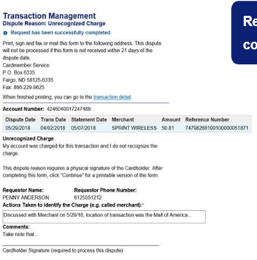 Transaction Management
Dispute Reason: Unrecognized Charge
Request has been successfully completed.
Print, sign and fax or mail this form to the following address. This dispute
will not be processed if this form is not received within 21 days of the
dispute date.
Cardmember Service
P.O. Box 6335
Fargo, ND 58125-6335
Fax: 866-229-9625
When finished printing, you can go to the transaction detail.
Account Number:
Dispute Date Trans Date Statement Date Merchant Amount Reference Number
05/29/2018 04/02/2018 05/07/2018 SPRINT WIRELESS 50.81
Unrecognized Charge
My account was charged for this transaction and I do not recognize the
charge.
This dispute reason requires a physical signature of the Cardholder. After
completing this form, click "Continue" for a printable version of the form.
Requestor Name: Requestor Phone Number:
PENNY ANDERSON 6125551212
Actions Taken to Identify the Charge (e.g. called merchant):*
Discussed with Merchant on 5/29/18, location of transaction was the Mall of America...
Comments:
Take note that...
Cardholder Signature (required to process this dispute)
Re
co